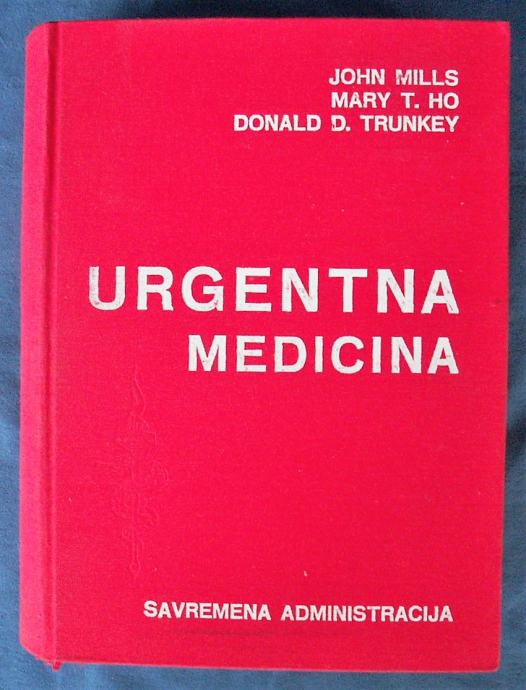 JOHN MILLS
MARY T. HO
DONALD D. TRUNKEY
URGENTNA
MEDICINA
SAVREMENA ADMINISTRACIJA